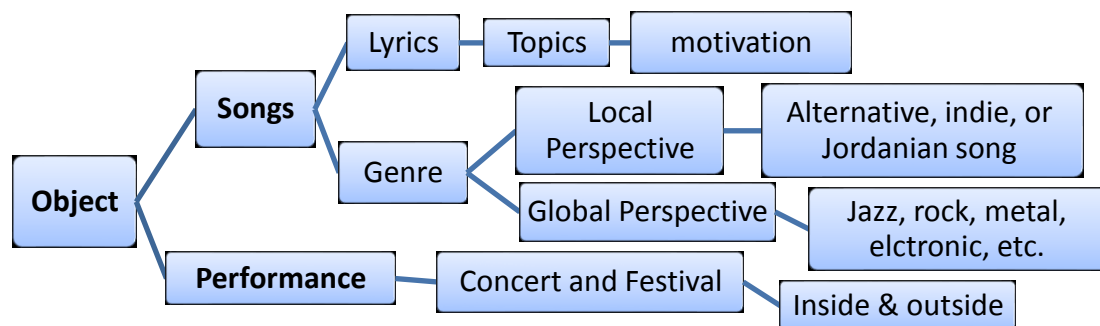 Object
Songs
Lyrics
Topics
motivation
Genre
Local
Perspective
Alternative, indie, or
Jordanian song
Global Perspective
Jazz, rock, metal,
elctronic, etc.
Performance
Concert and Festival
Inside & outside